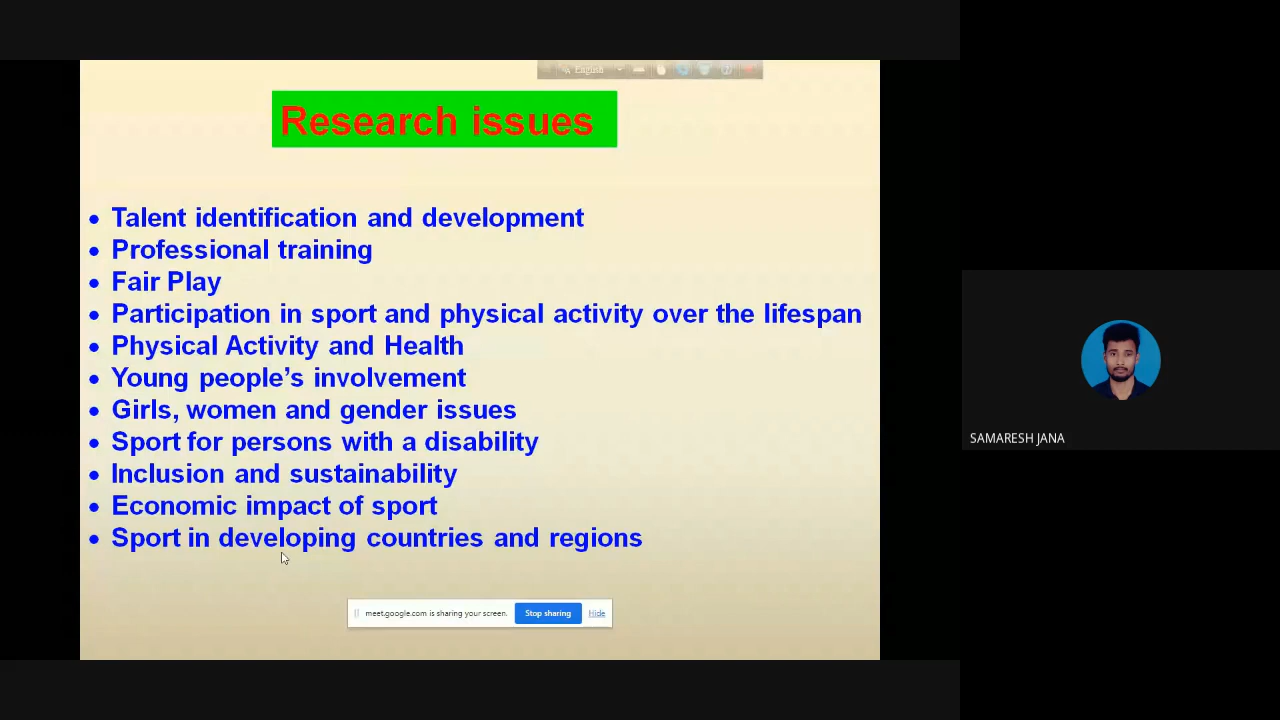 English
Research issues
• Talent identification and development
• Professional training
• Fair Play
• Participation in sport and physical activity over the lifespan
• Physical Activity and Health
• Young people’s involvement
• Girls, women and gender issues
• Sport for persons with a disability
• Inclusion and sustainability
• Economic impact of sport
• Sport in developing countries and regions
meet.google.com is sharing your screen. Stop sharing Hide
SAMARESH JANA